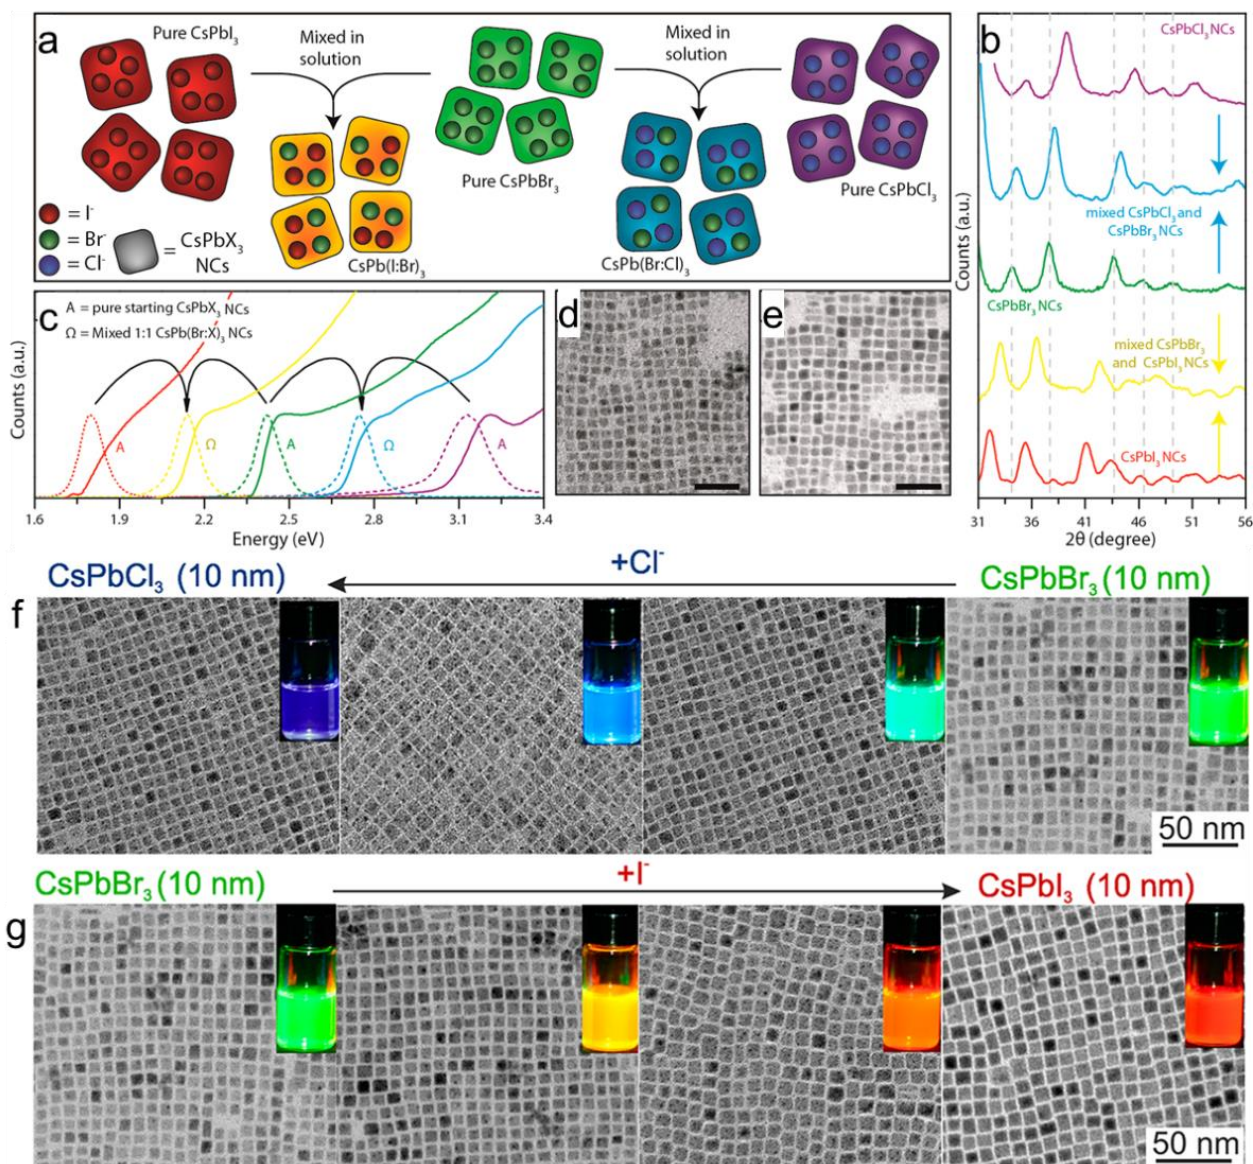 a
Pure CsPbI₃
Mixed in
solution
Pure CsPbBr₃
Mixed in
solution
Pure CsPbCl₃
CsPb(I:Br)₃
CsPb(Br:Cl)₃
= I⁻
= Br⁻
= Cl⁻
= CsPbX₃
NCs
b
CsPbCl₃ NCs
mixed CsPbCl₃ and
CsPbBr₃ NCs
CsPbBr₃ NCs
mixed CsPbBr₃
and CsPbI₃ NCs
CsPbI₃ NCs
Counts (a.u.)
31 36 41 46 51 56
2θ (degree)
c
A = pure starting CsPbX₃ NCs
Ω = Mixed 1:1 CsPb(Br:X)₃ NCs
A
Ω
A
Ω
A
Counts (a.u.)
1.6 1.9 2.2 2.5 2.8 3.1 3.4
Energy (eV)
d
e
CsPbCl₃ (10 nm)
+Cl⁻
CsPbBr₃ (10 nm)
f
50 nm
CsPbBr₃ (10 nm)
+I⁻
CsPbI₃ (10 nm)
g
50 nm